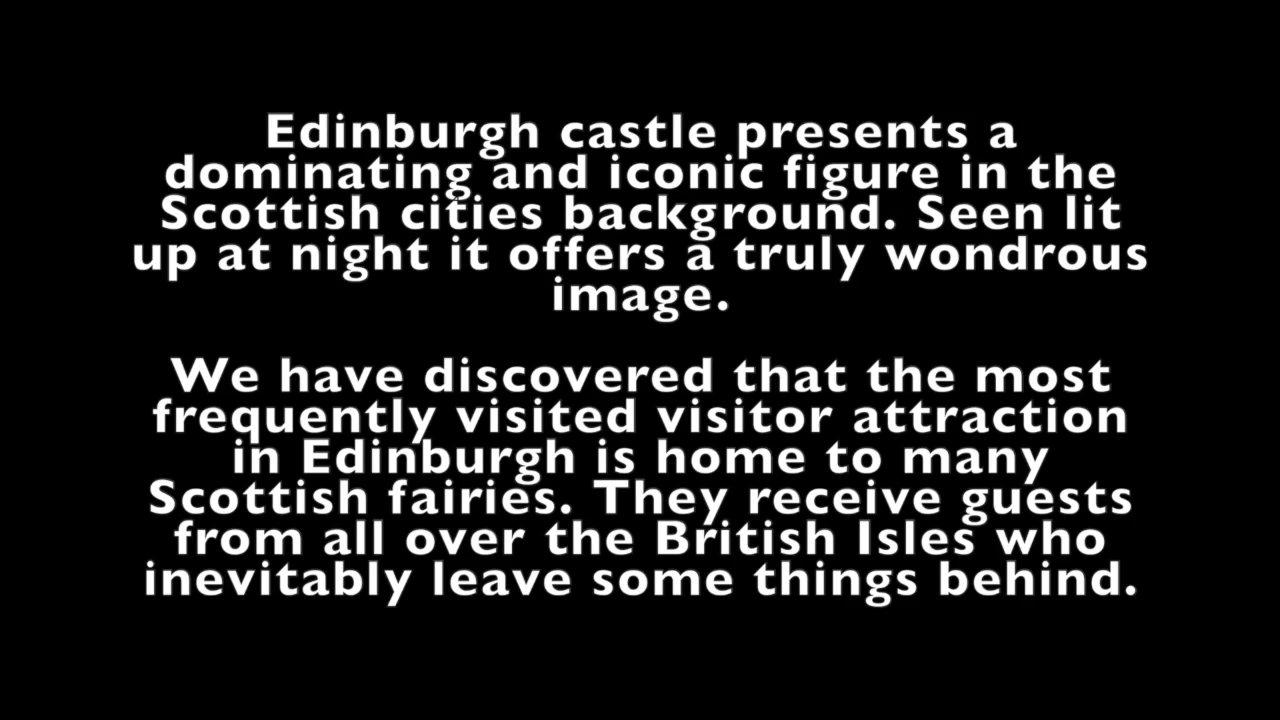 Edinburgh castle presents a
dominating and iconic figure in the
Scottish cities background. Seen lit
up at night it offers a truly wondrous
image.
We have discovered that the most
frequently visited visitor attraction
in Edinburgh is home to many
Scottish fairies. They receive guests
from all over the British Isles who
inevitably leave some things behind.